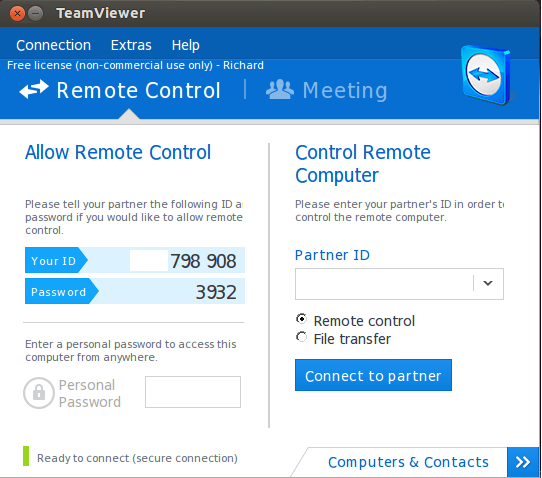 TeamViewer
Connection Extras Help
Free license (non-commercial use only) - Richard
Remote Control
Meeting
Allow Remote Control
Please tell your partner the following ID a
password if you would like to allow remote
control.
Your ID 798 908
Password 3932
Enter a personal password to access this
computer from anywhere.
Personal
Password
Control Remote
Computer
Please enter your partner's ID in order to
control the remote computer.
Partner ID
Remote control
File transfer
Connect to partner
Ready to connect (secure connection)
Computers & Contacts